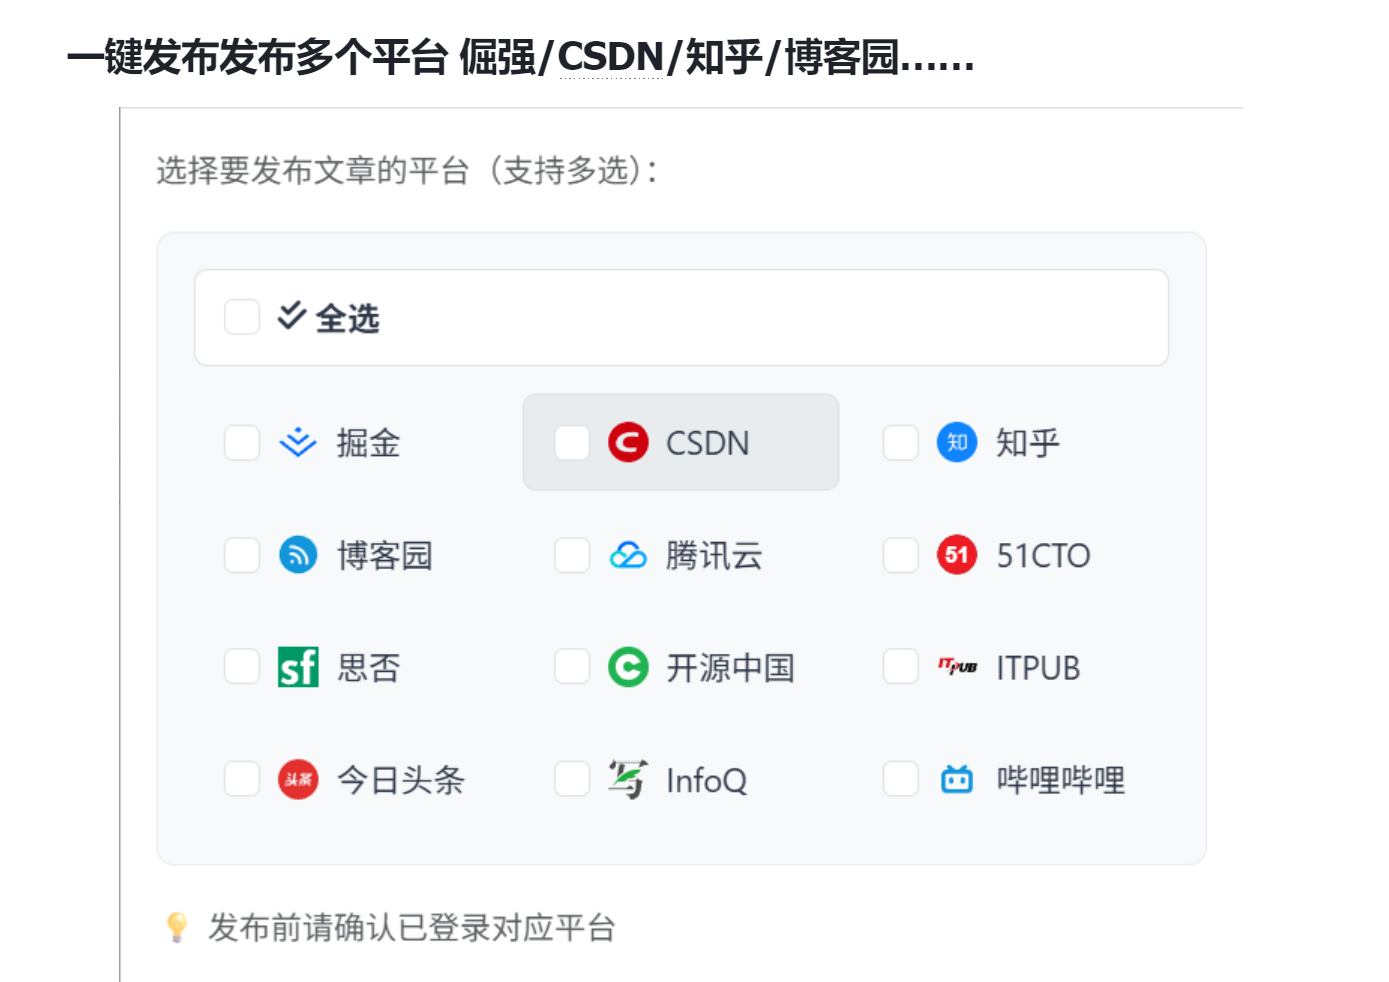 一键发布发布多个平台 倔强/CSDN/知乎/博客园......
选择要发布文章的平台（支持多选）：
全选
掘金
CSDN
知 知乎
博客园
腾讯云
51 51CTO
sf 思否
开源中国
ITPUB ITPUB
头条 今日头条
写 InfoQ
哔哩哔哩
发布前请确认已登录对应平台